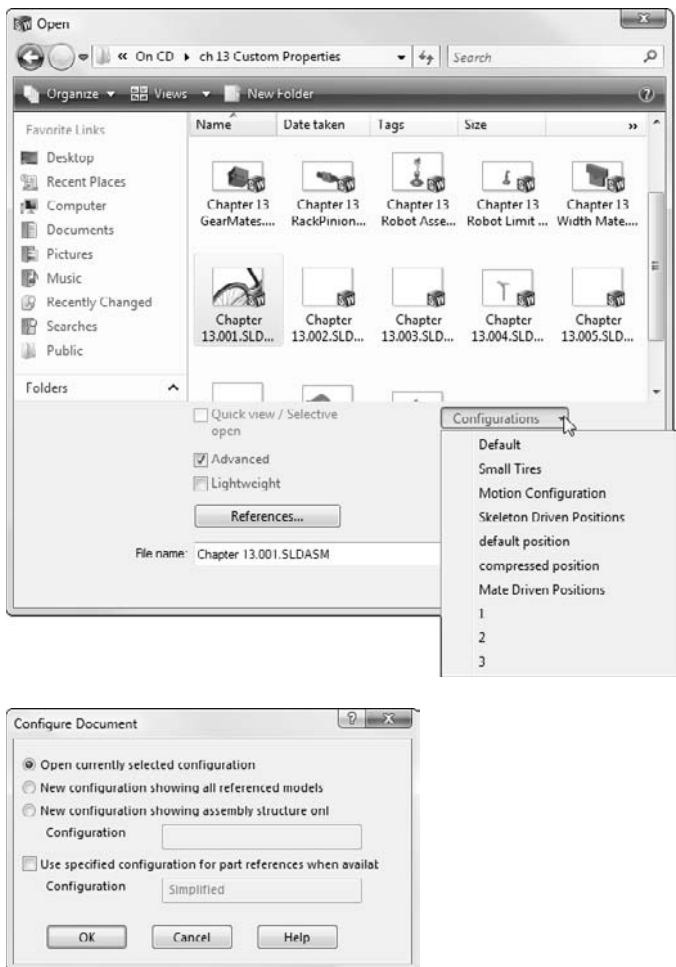 Open
« On CD ▸ ch 13 Custom Properties
Search
Organize
Views
New Folder
Favorite Links
Name
Date taken
Tags
Size
»
Desktop
Recent Places
Computer
Documents
Pictures
Music
Recently Changed
Searches
Public
Folders
Chapter 13 GearMates....
Chapter 13 RackPinion...
Chapter 13 Robot Asse...
Chapter 13 Robot Limit ...
Chapter 13 Width Mate....
Chapter 13.001.SLD...
Chapter 13.002.SLD...
Chapter 13.003.SLD...
Chapter 13.004.SLD...
Chapter 13.005.SLD...
Quick view / Selective
open
Advanced
Lightweight
References...
File name: Chapter 13.001.SLDASM
Configurations
Default
Small Tires
Motion Configuration
Skeleton Driven Positions
default position
compressed position
Mate Driven Positions
1
2
3
Configure Document
Open currently selected configuration
New configuration showing all referenced models
New configuration showing assembly structure onl
Configuration
Use specified configuration for part references when availab
Configuration Simplified
OK Cancel Help